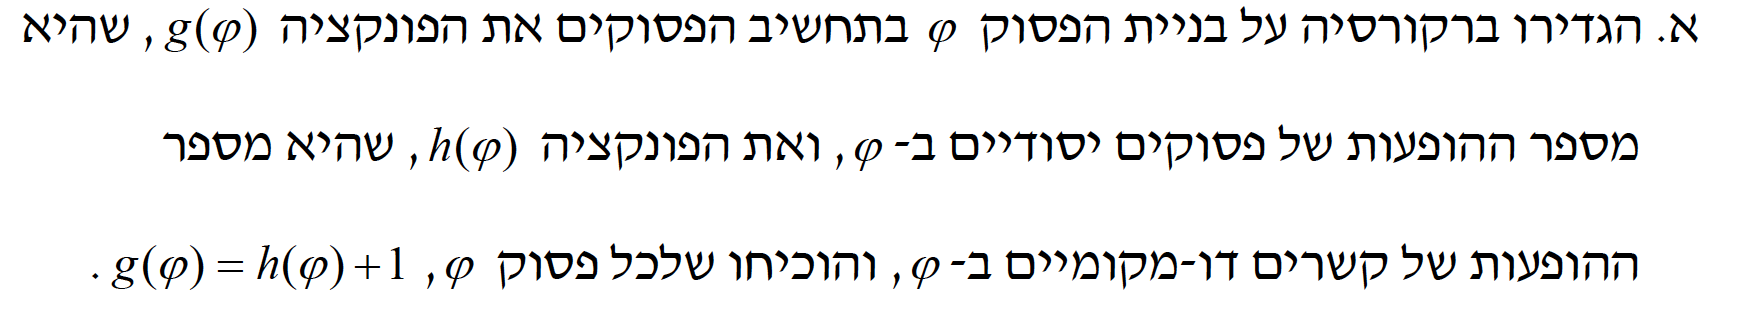 א. הגדירו ברקורסיה על בניית הפסוק φ בתחשיב הפסוקים את הפונקציה g(φ) , שהיא
מספר ההופעות של פסוקים יסודיים ב- φ , ואת הפונקציה h(φ) , שהיא מספר
ההופעות של קשרים דו-מקומיים ב- φ , והוכיחו שלכל פסוק φ , g(φ) = h(φ)+1 .